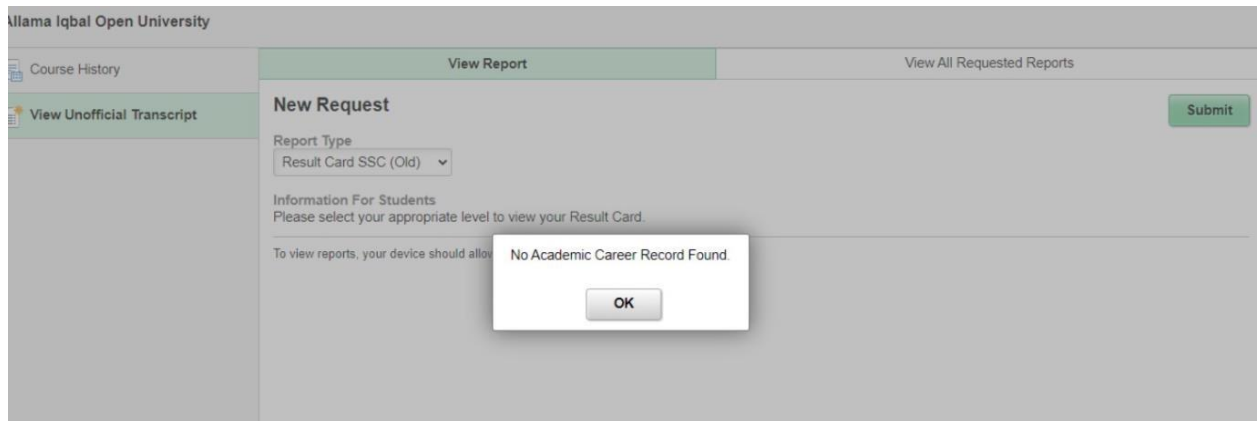 Allama Iqbal Open University
Course History
View Unofficial Transcript
View Report
View All Requested Reports
New Request
Submit
Report Type
Result Card SSC (Old)
Information For Students
Please select your appropriate level to view your Result Card.
To view reports, your device should allow
No Academic Career Record Found.
OK